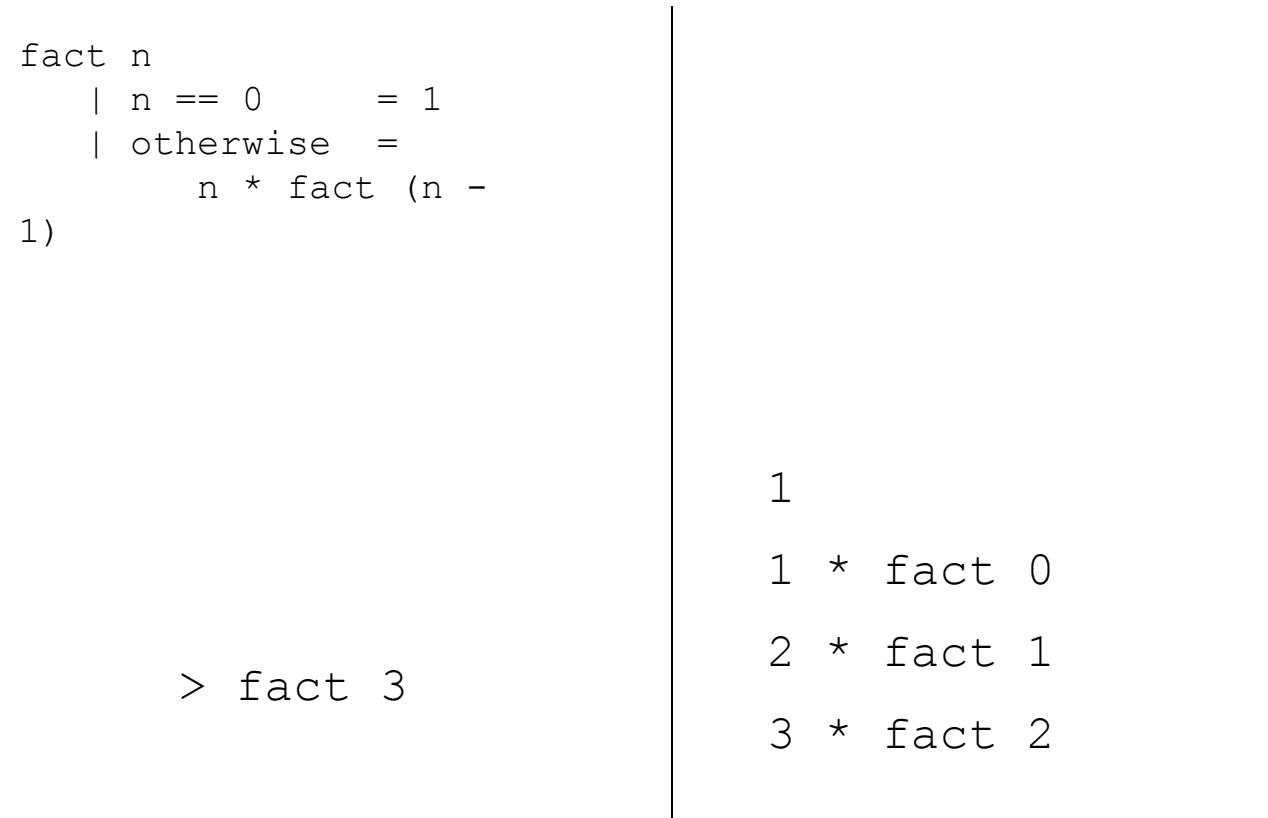 fact n
   | n == 0     = 1
   | otherwise  =
        n * fact (n -
1)
> fact 3
1
1 * fact 0
2 * fact 1
3 * fact 2